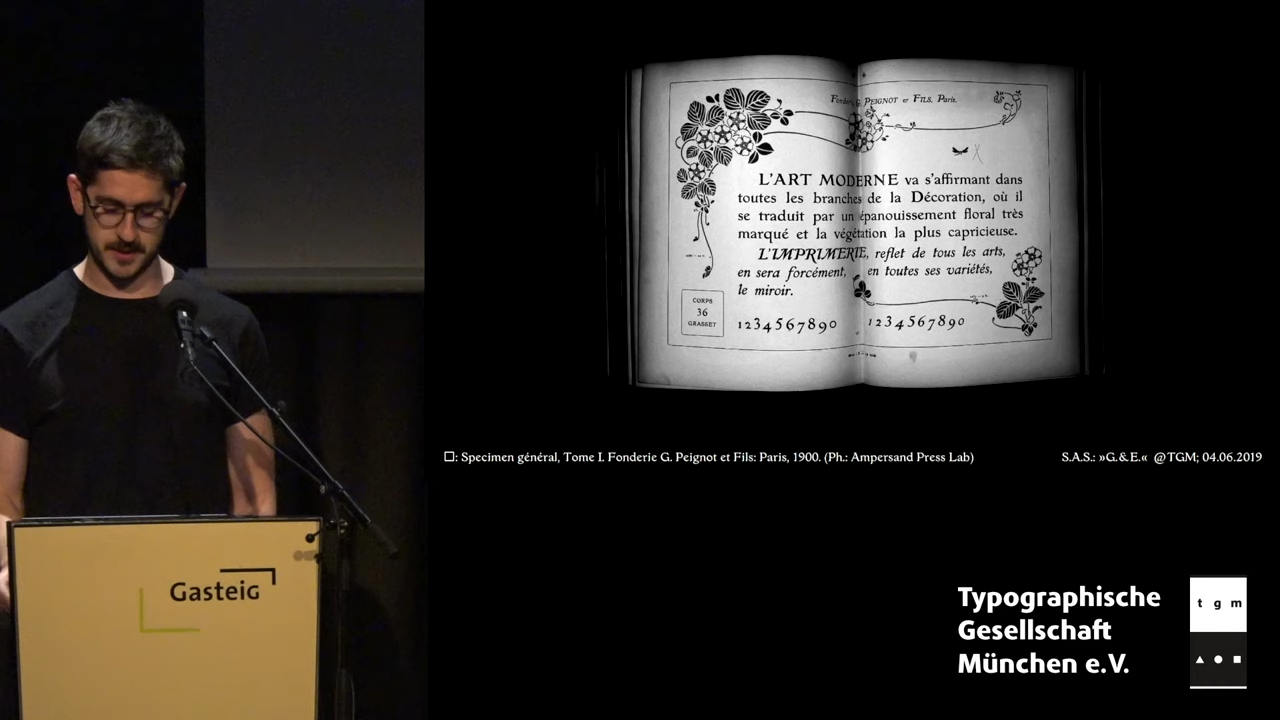 Fonderie G. PEIGNOT et FILS. Paris.
L'ART MODERNE va s'affirmant dans
toutes les branches de la Décoration, où il
se traduit par un épanouissement floral très
marqué et la végétation la plus capricieuse.
L'IMPRIMERIE, reflet de tous les arts,
en sera forcément, en toutes ses variétés,
le miroir.
CORPS
36
GRASSET
1234567890 1234567890
□: Specimen général, Tome I. Fonderie G. Peignot et Fils: Paris, 1900. (Ph.: Ampersand Press Lab)
S.A.S.: »G.&E.« @TGM; 04.06.2019
Gasteig
Typographische
Gesellschaft
München e.V.
t g m